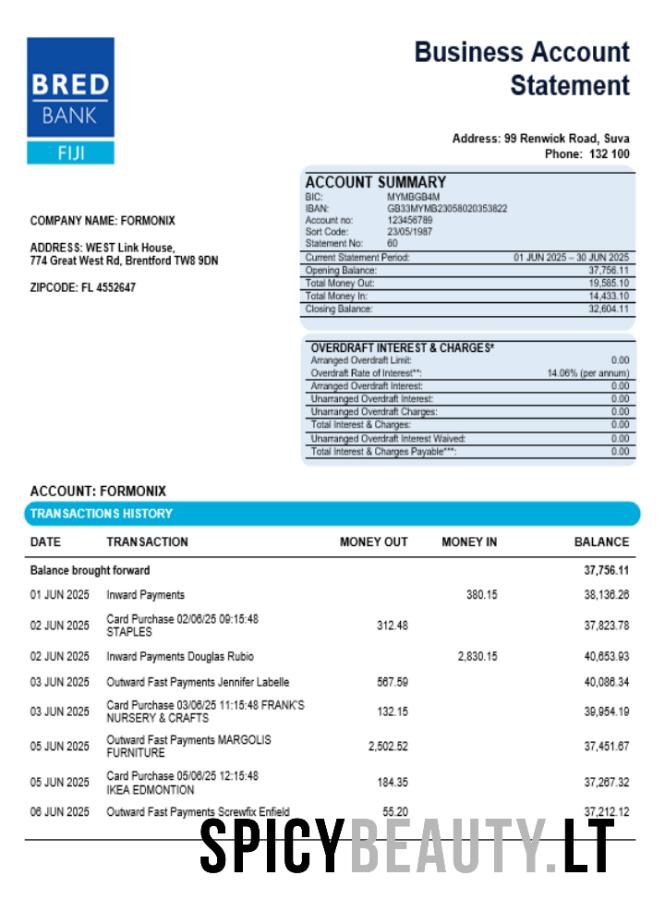 BRED
BANK
FIJI
Business Account
Statement
Address: 99 Renwick Road, Suva
Phone: 132 100
COMPANY NAME: FORMONIX
ADDRESS: WEST Link House,
774 Great West Rd, Brentford TW8 9DN
ZIPCODE: FL 4552647
ACCOUNT SUMMARY
BIC: MYMBGB4M
IBAN: GB33MYMB23058020353822
Account no: 123456789
Sort Code: 23/05/1987
Statement No: 60
Current Statement Period: 01 JUN 2025 – 30 JUN 2025
Opening Balance: 37,756.11
Total Money Out: 19,585.10
Total Money In: 14,433.10
Closing Balance: 32,604.11
OVERDRAFT INTEREST & CHARGES*
Arranged Overdraft Limit: 0.00
Overdraft Rate of Interest**: 14.06% (per annum)
Arranged Overdraft Interest: 0.00
Unarranged Overdraft Interest: 0.00
Unarranged Overdraft Charges: 0.00
Total Interest & Charges: 0.00
Unarranged Overdraft Interest Waived: 0.00
Total Interest & Charges Payable***: 0.00
ACCOUNT: FORMONIX
TRANSACTIONS HISTORY
DATE TRANSACTION MONEY OUT MONEY IN BALANCE
Balance brought forward 37,756.11
01 JUN 2025 Inward Payments 380.15 38,136.26
02 JUN 2025 Card Purchase 02/06/25 09:15:48 312.48 37,823.78
STAPLES
02 JUN 2025 Inward Payments Douglas Rubio 2,830.15 40,653.93
03 JUN 2025 Outward Fast Payments Jennifer Labelle 567.59 40,086.34
03 JUN 2025 Card Purchase 03/06/25 11:15:48 FRANK'S 132.15 39,954.19
NURSERY & CRAFTS
05 JUN 2025 Outward Fast Payments MARGOLIS 2,502.52 37,451.67
FURNITURE
05 JUN 2025 Card Purchase 05/06/25 12:15:48 184.35 37,267.32
IKEA EDMONTION
06 JUN 2025 Outward Fast Payments Screwfix Enfield 55.20 37,212.12
SPICYBEAUTY.LT